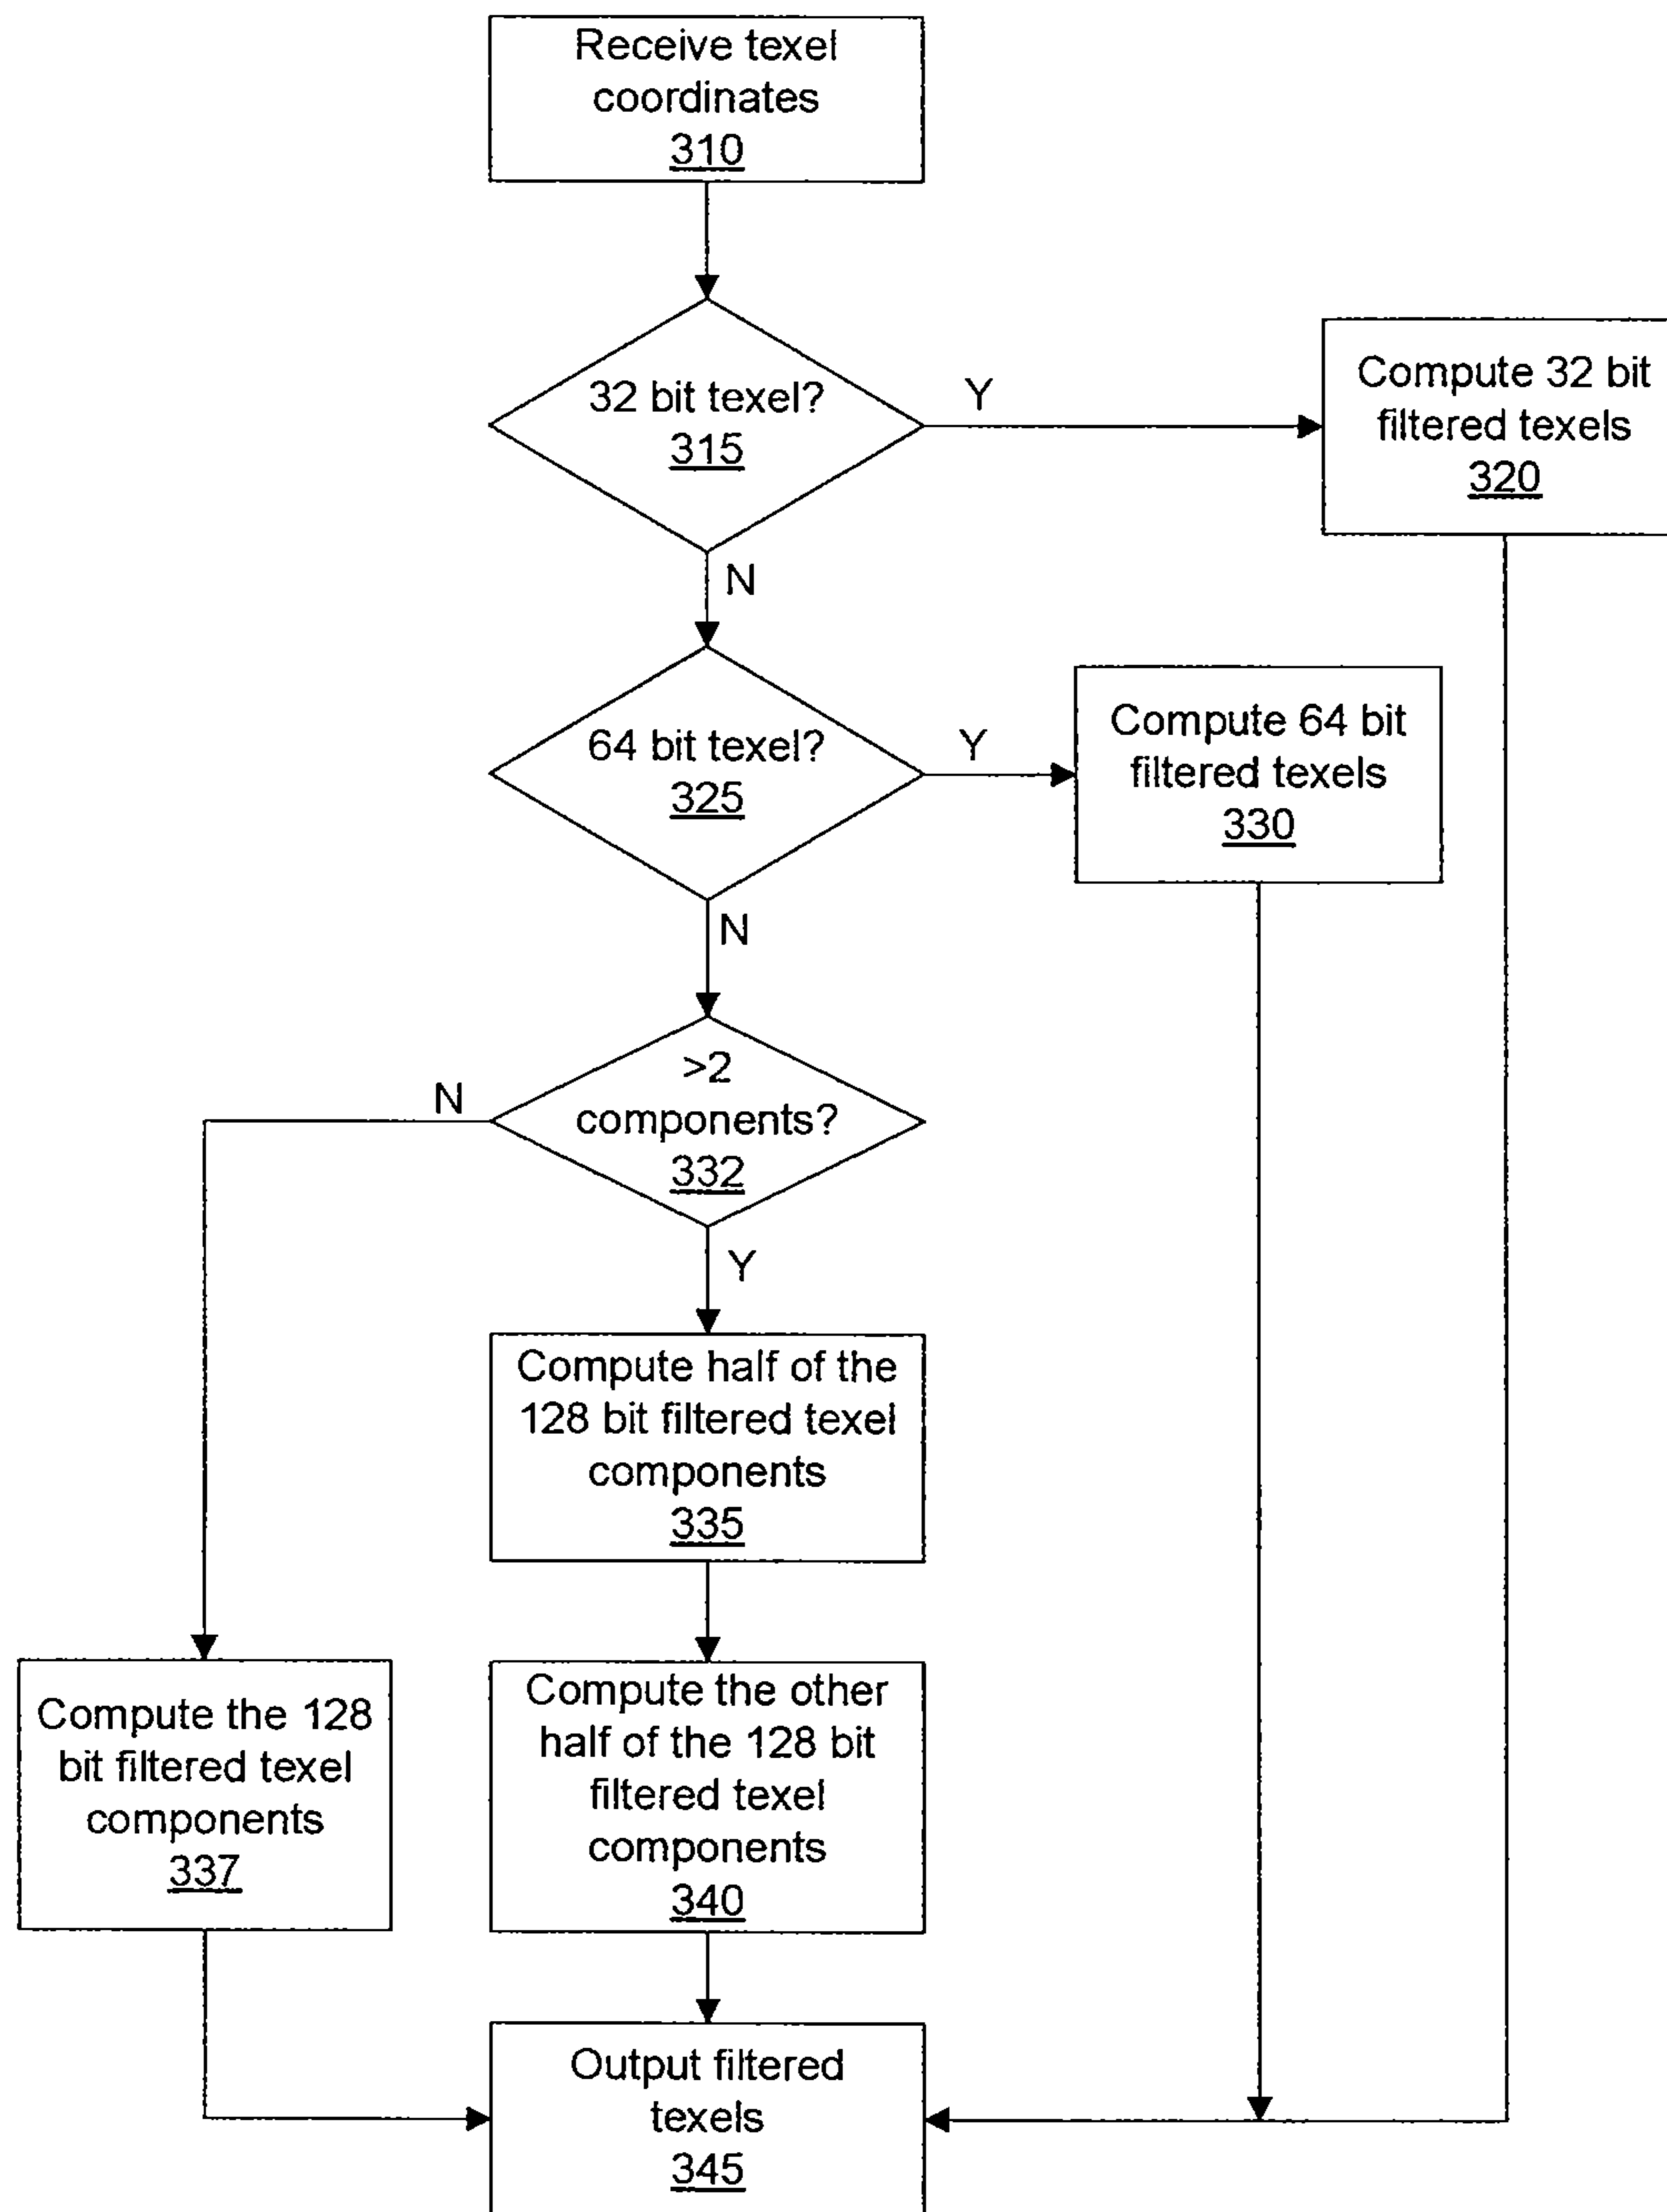 Receive texel
coordinates
310
32 bit texel?
315
Y
Compute 32 bit
filtered texels
320
N
64 bit texel?
325
Y
Compute 64 bit
filtered texels
330
N
>2
components?
332
N
Y
Compute half of the
128 bit filtered texel
components
335
Compute the 128
bit filtered texel
components
337
Compute the other
half of the 128 bit
filtered texel
components
340
Output filtered
texels
345